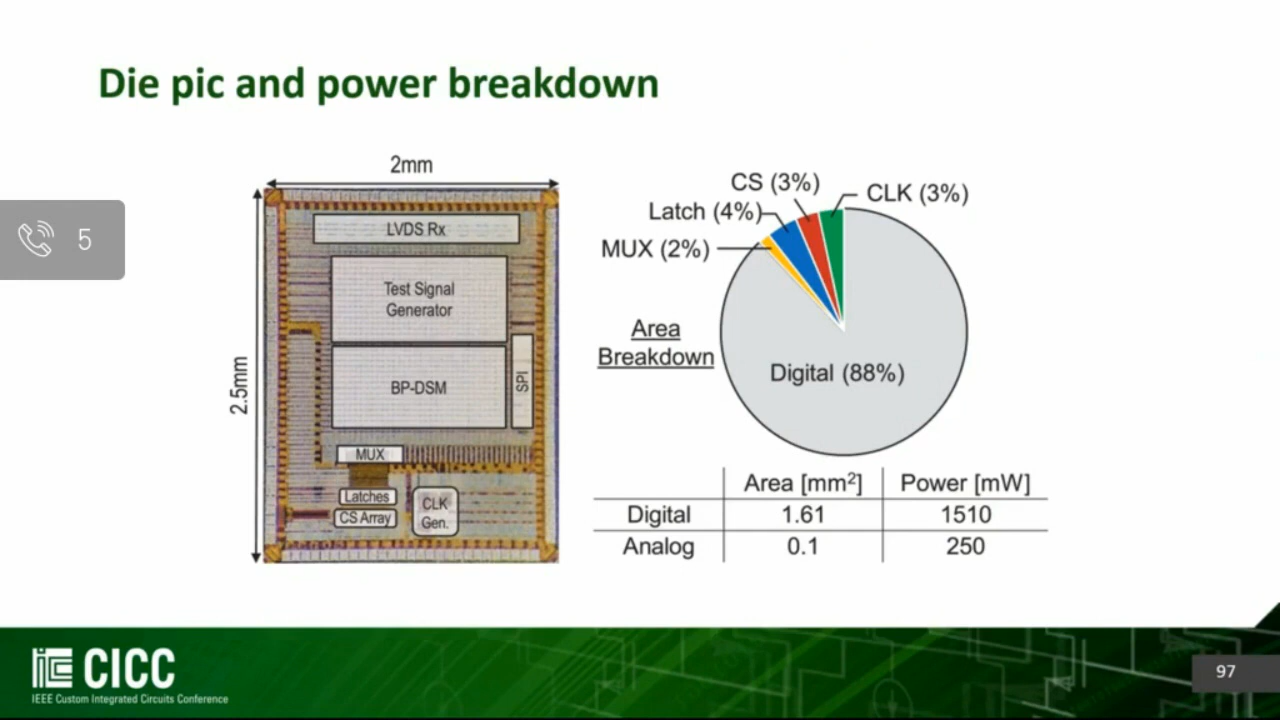 Die pic and power breakdown
2mm
2.5mm
LVDS Rx
Test Signal
Generator
BP-DSM
SPI
MUX
Latches
CS Array
CLK
Gen.
5
CS (3%)
CLK (3%)
Latch (4%)
MUX (2%)
Area
Breakdown
Digital (88%)
Area [mm²] Power [mW]
Digital 1.61 1510
Analog 0.1 250
CICC
IEEE Custom Integrated Circuits Conference
97